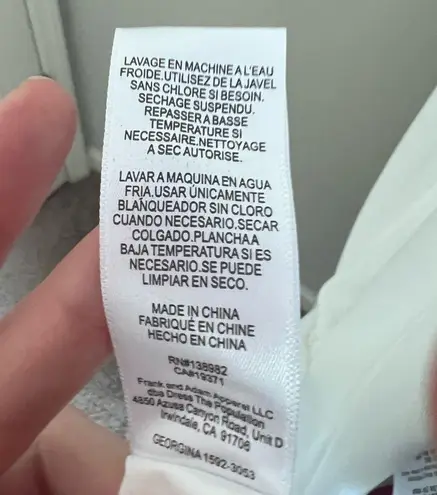 LAVAGE EN MACHINE A L'EAU
FROIDE.UTILISEZ DE LA JAVEL
SANS CHLORE SI BESOIN.
SECHAGE SUSPENDU.
REPASSER A BASSE
TEMPERATURE SI
NECESSAIRE.NETTOYAGE
A SEC AUTORISE.
LAVAR A MAQUINA EN AGUA
FRIA.USAR ÚNICAMENTE
BLANQUEADOR SIN CLORO
CUANDO NECESARIO.SECAR
COLGADO.PLANCHA A
BAJA TEMPERATURA SI ES
NECESARIO.SE PUEDE
LIMPIAR EN SECO.
MADE IN CHINA
FABRIQUÉ EN CHINE
HECHO EN CHINA
RN#138982
CA#19371
Frank and Adam Apparel LLC
dba Dress The Population
4850 Azusa Canyon Road, Unit D
Irwindale, CA 91706
GEORGINA 1592-3053